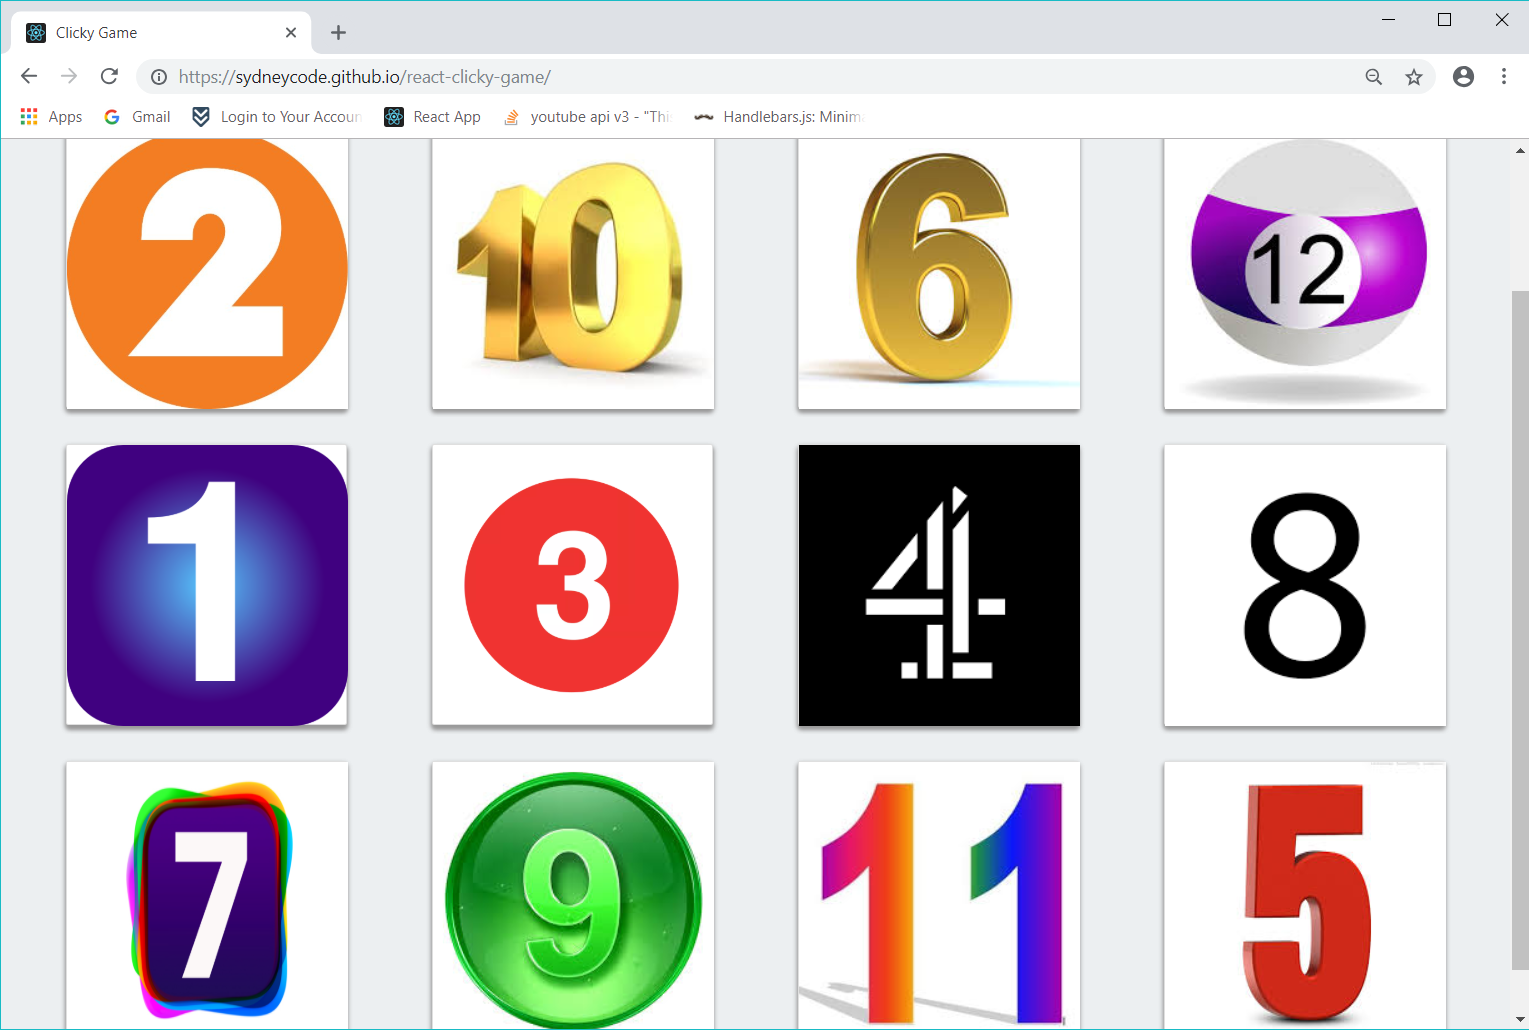 Clicky Game
https://sydneycode.github.io/react-clicky-game/
Apps Gmail Login to Your Accoun React App youtube api v3 - "Thi Handlebars.js: Minim
2 10 6 12
1 3 4 8
7 9 11 5